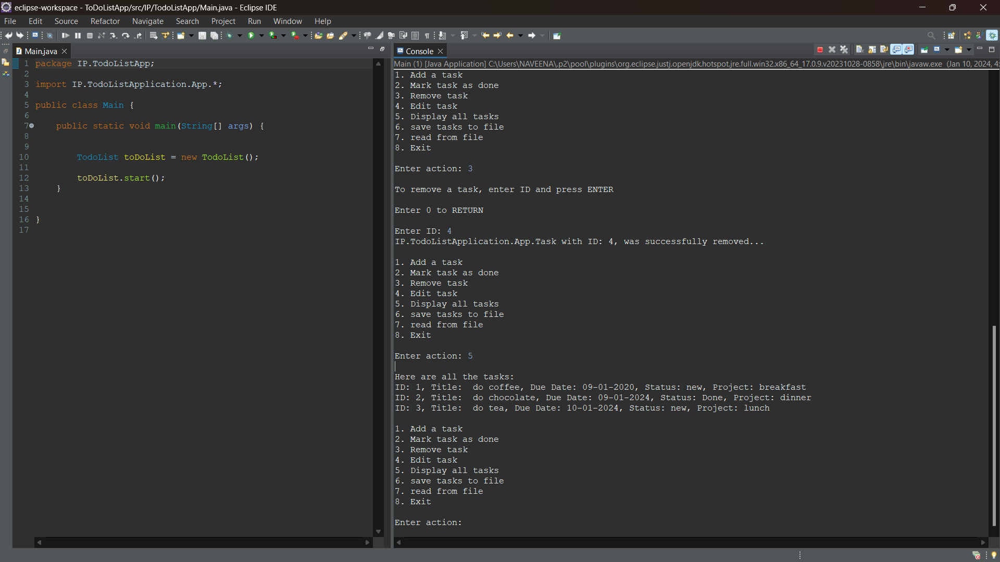 eclipse-workspace - ToDoListApp/src/IP/TodoListApp/Main.java - Eclipse IDE
File Edit Source Refactor Navigate Search Project Run Window Help
Main.java
1 package IP.TodoListApp;
2
3 import IP.TodoListApplication.App.*;
4
5 public class Main {
6
7 public static void main(String[] args) {
8
9
10 TodoList toDoList = new TodoList();
11
12 toDoList.start();
13 }
14
15
16 }
17
Console
Main (1) [Java Application] C:\Users\NAVEENA\.p2\pool\plugins\org.eclipse.justj.openjdk.hotspot.jre.full.win32.x86_64_17.0.9.v20231028-0858\jre\bin\javaw.exe (Jan 10, 2024, 4:
1. Add a task
2. Mark task as done
3. Remove task
4. Edit task
5. Display all tasks
6. save tasks to file
7. read from file
8. Exit
Enter action: 3
To remove a task, enter ID and press ENTER
Enter 0 to RETURN
Enter ID: 4
IP.TodoListApplication.App.Task with ID: 4, was successfully removed...
1. Add a task
2. Mark task as done
3. Remove task
4. Edit task
5. Display all tasks
6. save tasks to file
7. read from file
8. Exit
Enter action: 5
Here are all the tasks:
ID: 1, Title:  do coffee, Due Date: 09-01-2020, Status: new, Project: breakfast
ID: 2, Title:  do chocolate, Due Date: 09-01-2024, Status: Done, Project: dinner
ID: 3, Title:  do tea, Due Date: 10-01-2024, Status: new, Project: lunch
1. Add a task
2. Mark task as done
3. Remove task
4. Edit task
5. Display all tasks
6. save tasks to file
7. read from file
8. Exit
Enter action: